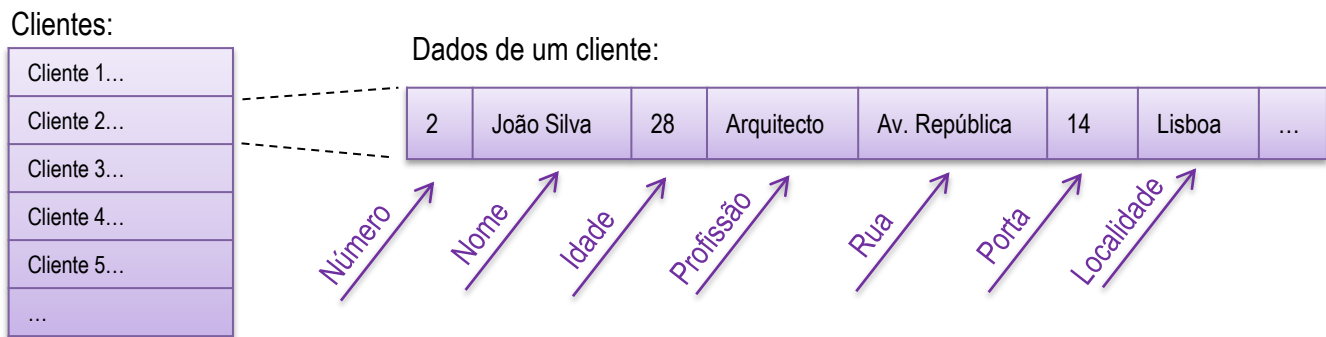 Clientes:
Dados de um cliente:
Cliente 1…
Cliente 2…
Cliente 3…
Cliente 4…
Cliente 5…
…
2 João Silva 28 Arquitecto Av. República 14 Lisboa …
Número Nome Idade Profissão Rua Porta Localidade